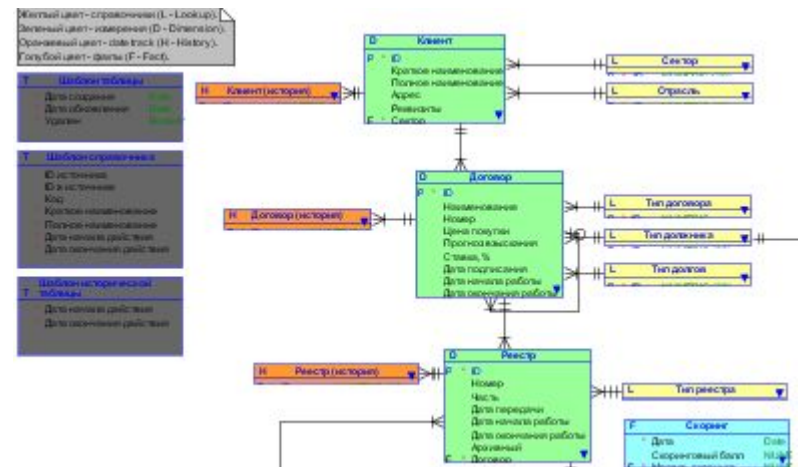 Желтый цвет - справочники (L - Lookup).
Зеленый цвет - измерения (D - Dimension).
Оранжевый цвет - date track (H - History).
Голубой цвет - факты (F - Fact).
T Шаблон таблицы
Дата создания
Дата обновления
Удален
T Шаблон справочника
ID источника
ID в источнике
Код
Краткое наименование
Полное наименование
Дата начала действия
Дата окончания действия
T Шаблон исторической
таблицы
Дата начала действия
Дата окончания действия
D Клиент
P * ID
Краткое наименование
Полное наименование
Адрес
Реквизиты
F Сектор
H Клиент (история)
L Сектор
L Отрасль
D Договор
P * ID
Наименование
Номер
Цена покупки
Прогноз взыскания
Ставка, %
Дата подписания
Дата начала работы
Дата окончания работы
H Договор (история)
L Тип договора
L Тип должника
L Тип долгов
D Реестр
P * ID
Номер
Часть
Дата передачи
Дата начала работы
Дата окончания работы
Архивный
F * Договор
H Реестр (история)
L Тип реестра
F Скоринг
* Дата Date
Скоринговый балл